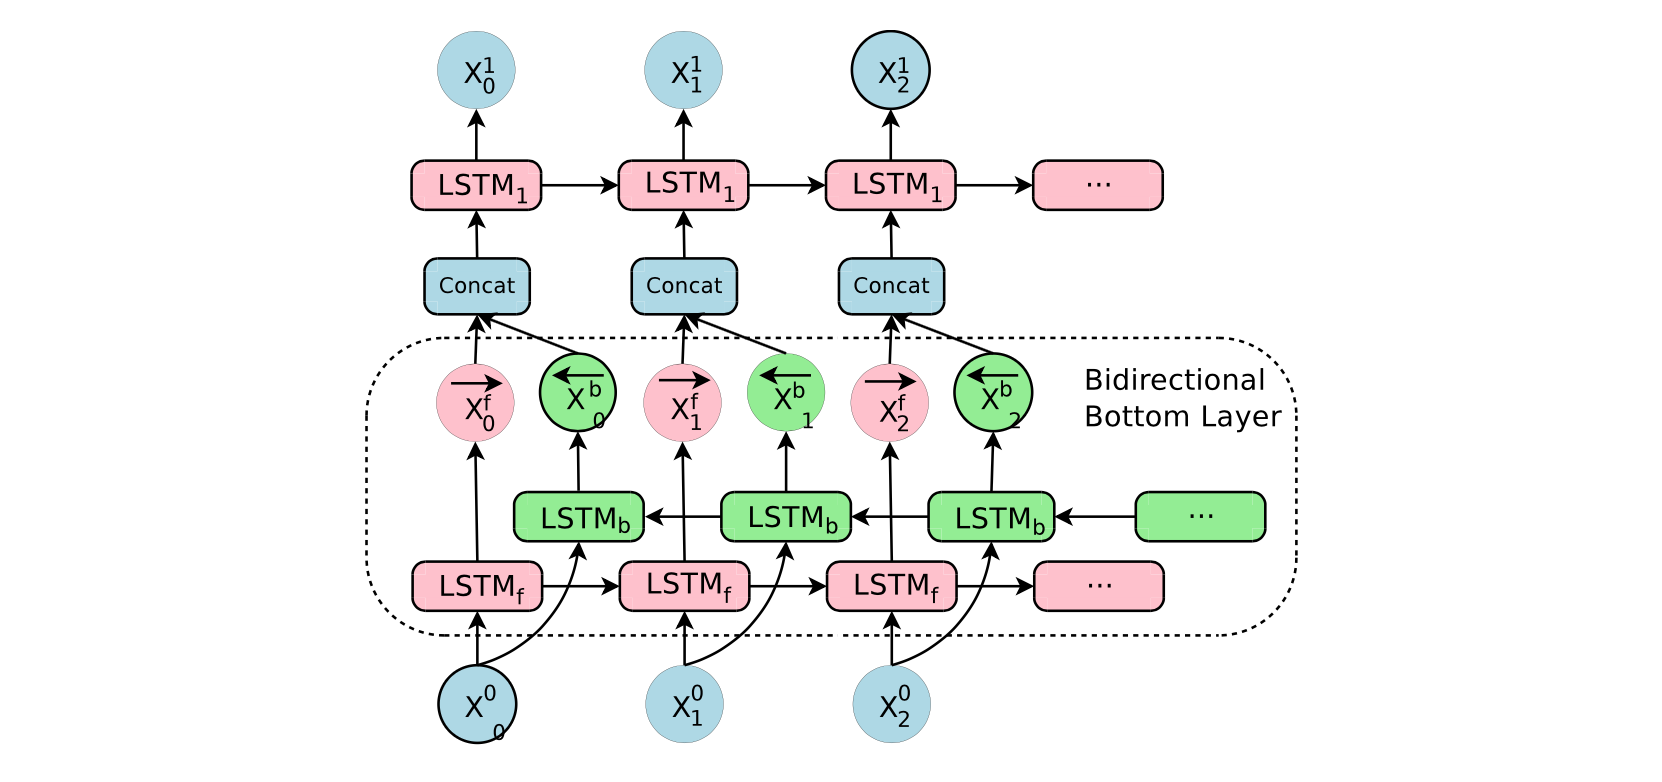 X₀¹ X₁¹ X₂¹
LSTM₁ LSTM₁ LSTM₁ ...
Concat Concat Concat
X₀ᶠ X₀ᵇ X₁ᶠ X₁ᵇ X₂ᶠ X₂ᵇ
Bidirectional
Bottom Layer
LSTMb LSTMb LSTMb ...
LSTMf LSTMf LSTMf ...
X₀⁰ X₁⁰ X₂⁰